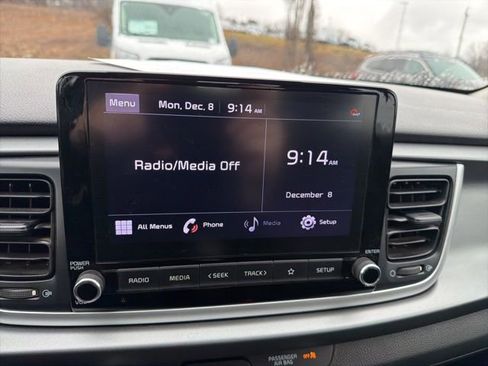 Menu Mon, Dec. 8 9:14 AM
Radio/Media Off
9:14 AM
December 8
All Menus Phone Media Setup
POWER PUSH
RADIO MEDIA < SEEK TRACK > SETUP
ENTER
PASSENGER AIR BAG OFF